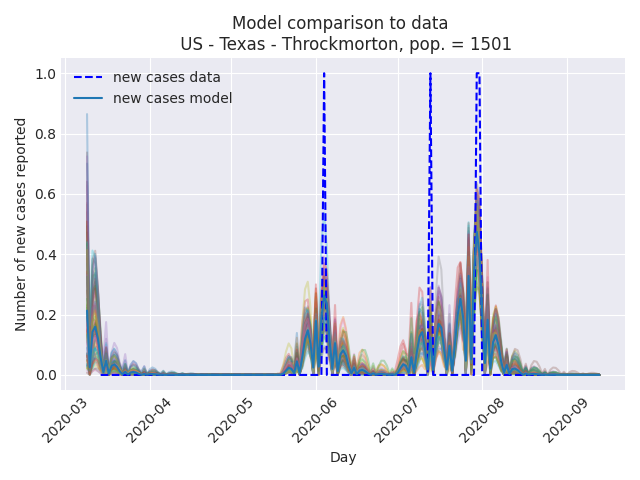 Model comparison to data
US - Texas - Throckmorton, pop. = 1501
new cases data
new cases model
Number of new cases reported
1.0
0.8
0.6
0.4
0.2
0.0
2020-03
2020-04
2020-05
2020-06
2020-07
2020-08
2020-09
Day